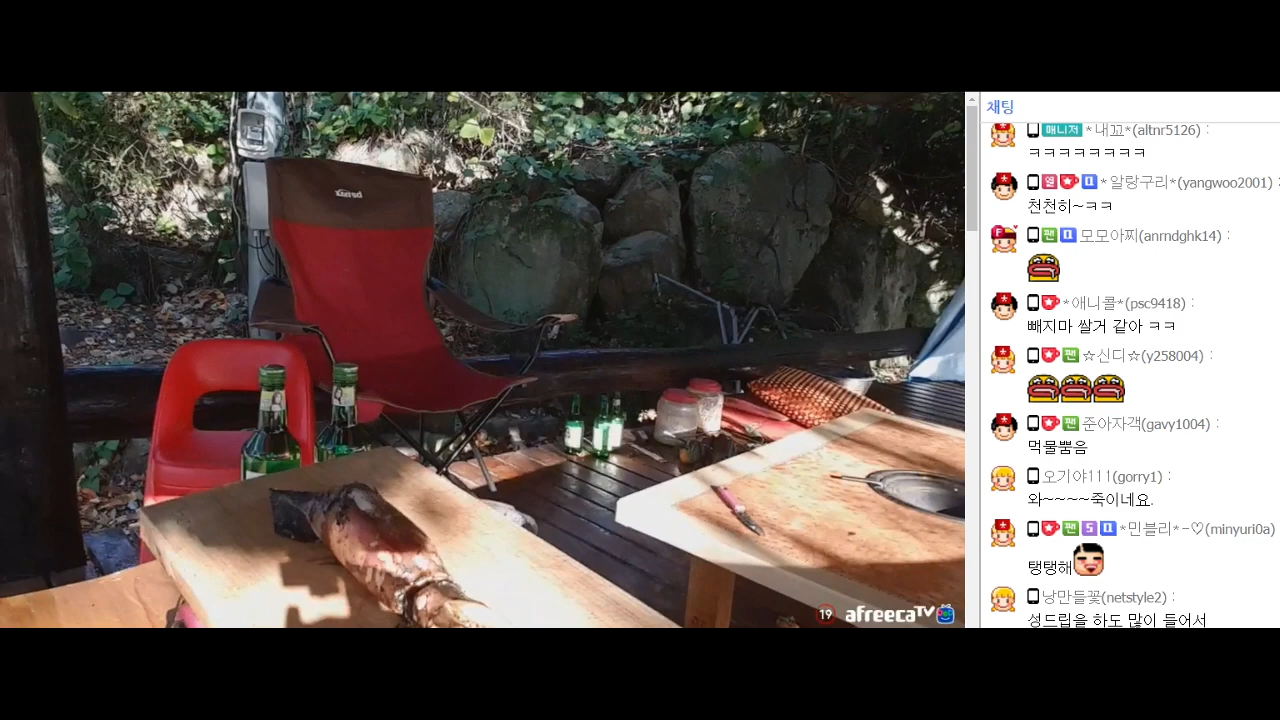 채팅
매니저 *내꼬*(altnr5126) :
ㅋㅋㅋㅋㅋㅋㅋㅋ
열 *알랑구리*(yangwoo2001) :
천천히~ㅋㅋ
팬 모모아찌(anrndghk14) :
*애니콜*(psc9418) :
빼지마 쌀거 같아 ㅋㅋ
팬 ☆신디☆(y258004) :
팬 준아자객(gavy1004) :
먹물뿜음
오기야111(gorry1) :
와~~~~죽이네요.
팬 5 *민블리*-♡(minyuri0a)
탱탱해
낭만들꽃(netstyle2) :
성드립을 하도 많이 들어서
19 afreecaTV